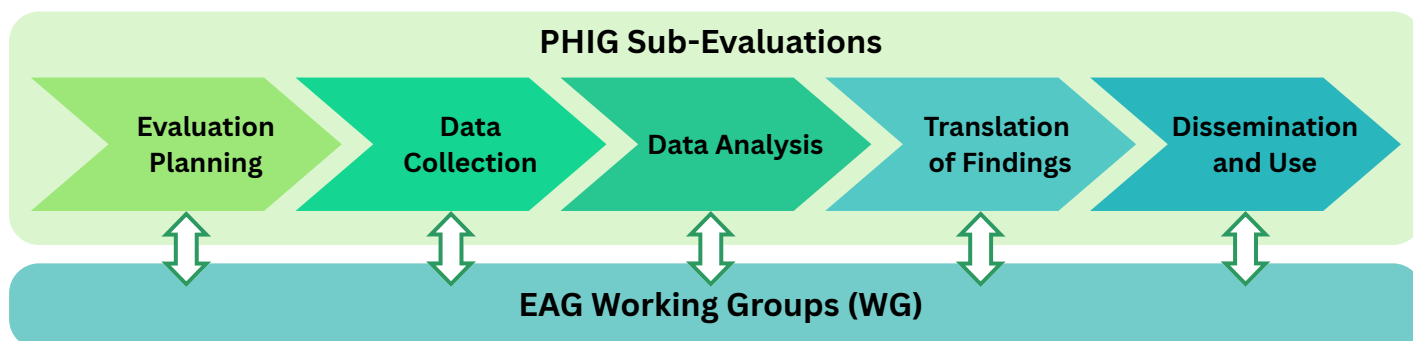 PHIG Sub-Evaluations
Evaluation
Planning
Data
Collection
Data Analysis
Translation
of Findings
Dissemination
and Use
EAG Working Groups (WG)